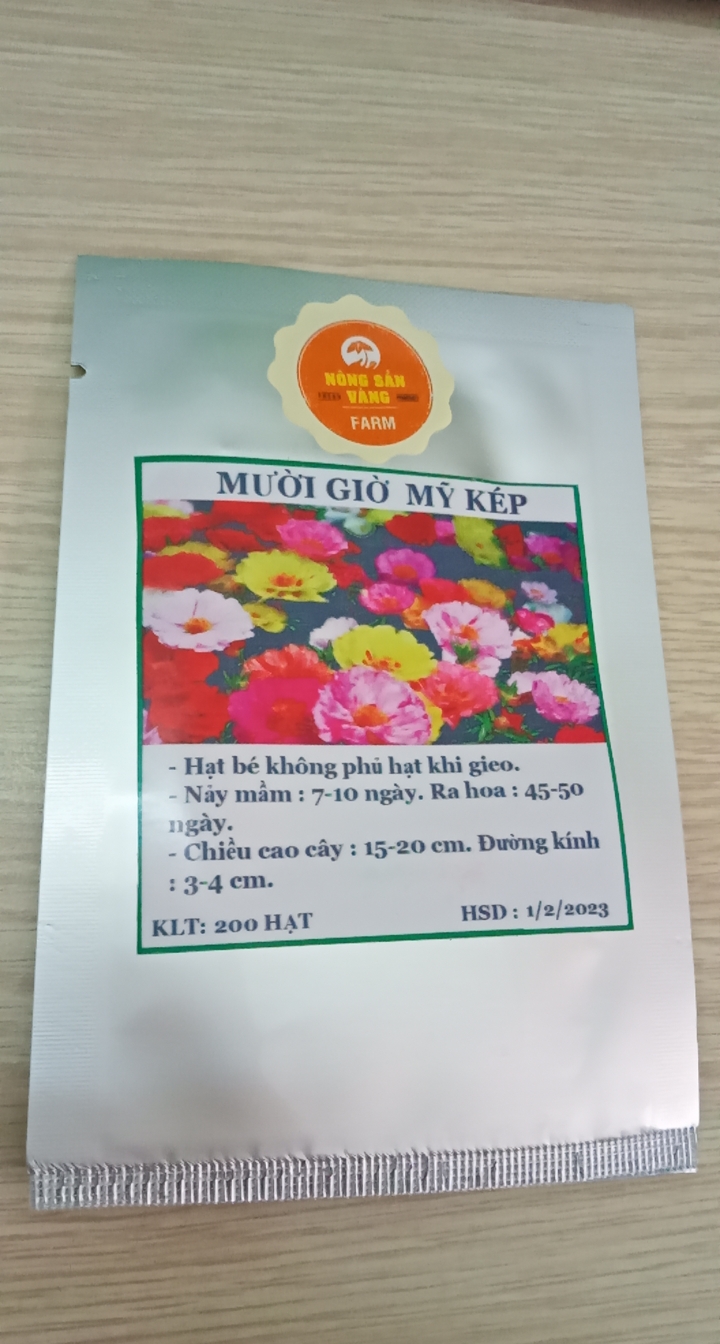 NÔNG SẢN
VÀNG
FARM
MƯỜI GIỜ MỸ KÉP
- Hạt bé không phủ hạt khi gieo.
- Nảy mầm : 7-10 ngày. Ra hoa : 45-50
ngày.
- Chiều cao cây : 15-20 cm. Đường kính
: 3-4 cm.
KLT: 200 HẠT
HSD : 1/2/2023